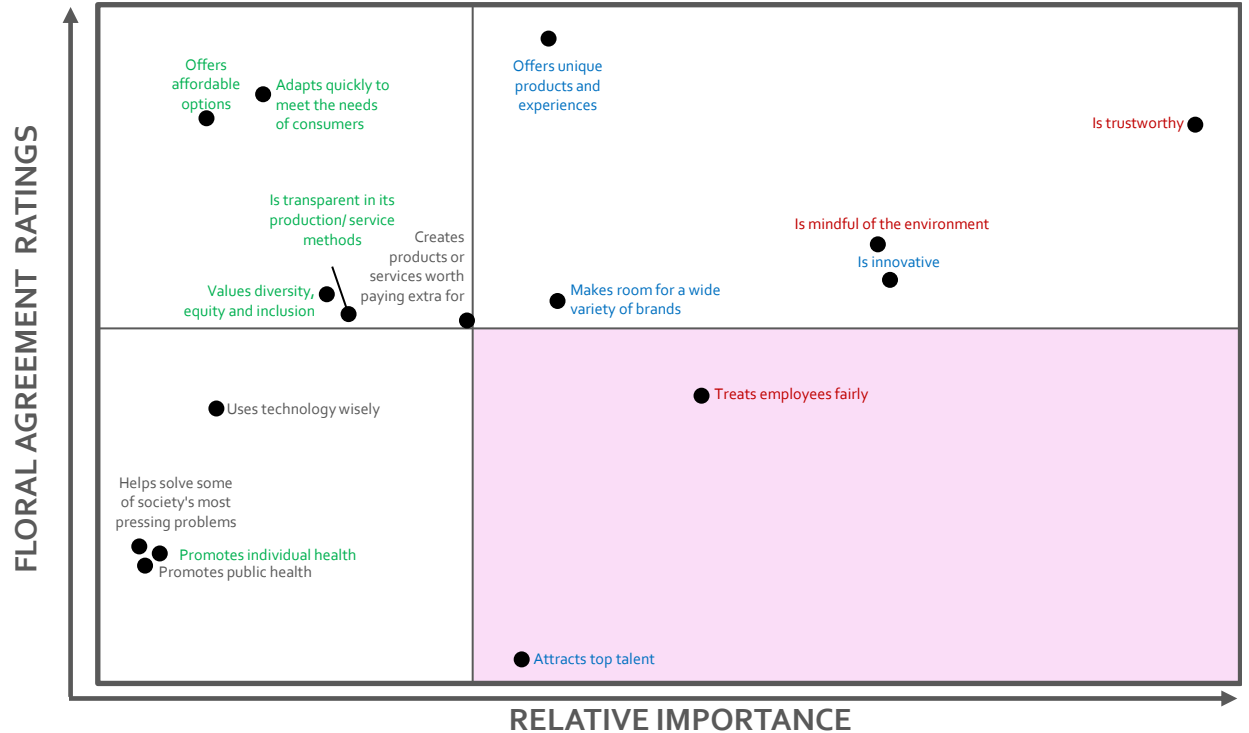 FLORAL AGREEMENT RATINGS
Offers
affordable
options
Adapts quickly to
meet the needs
of consumers
Offers unique
products and
experiences
Is trustworthy
Is transparent in its
production/ service
methods
Creates
products or
services worth
paying extra for
Is mindful of the environment
Is innovative
Values diversity,
equity and inclusion
Makes room for a wide
variety of brands
Treats employees fairly
Uses technology wisely
Helps solve some
of society's most
pressing problems
Promotes individual health
Promotes public health
Attracts top talent
RELATIVE IMPORTANCE